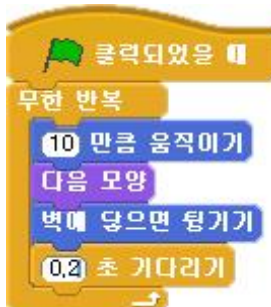 클릭되었을 때
무한 반복
10 만큼 움직이기
다음 모양
벽에 닿으면 튕기기
0.2 초 기다리기